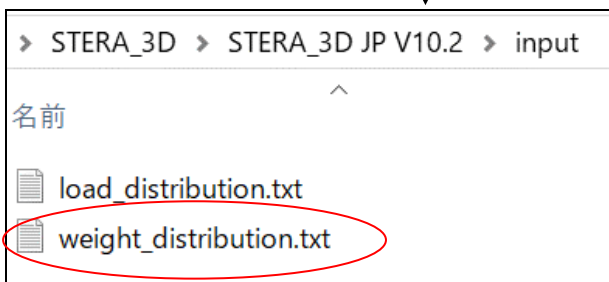 > STERA_3D > STERA_3D JP V10.2 > input
名前
load_distribution.txt
weight_distribution.txt